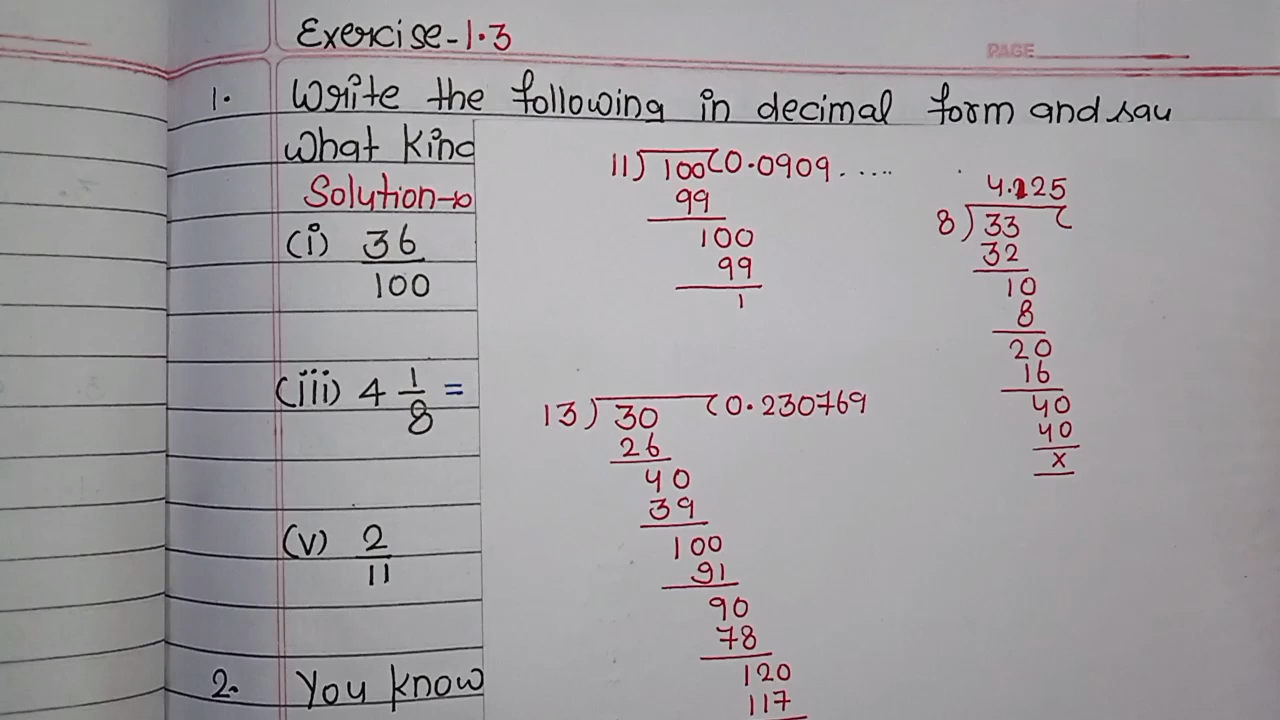 Exercise-1.3
PAGE
1. Write the following in decimal form and say
What Kind
Solution→
(i) 36
100
(iii) 4 1/8 =
(v) 2
11
2. You know
11) 100 (0.0909.....
99
100
99
1
13) 30 (0.230769
26
40
39
100
91
90
78
120
117
4.125
8) 33 (
32
10
8
20
16
40
40
x